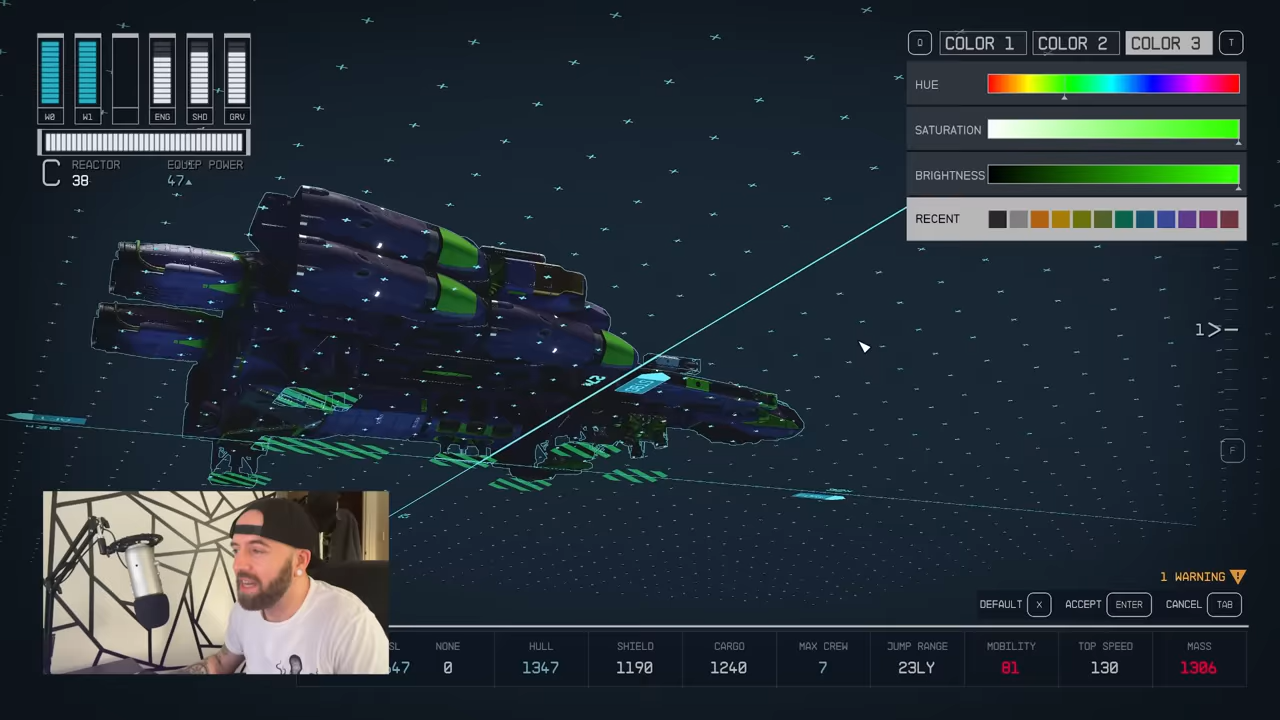 W0 W1 ENG SHD GRV
C REACTOR 38 EQUIP POWER 47
Q COLOR 1 COLOR 2 COLOR 3 T
HUE
SATURATION
BRIGHTNESS
RECENT
1
F
1 WARNING
DEFAULT X ACCEPT ENTER CANCEL TAB
NONE HULL SHIELD CARGO MAX CREW JUMP RANGE MOBILITY TOP SPEED MASS
0 1347 1190 1240 7 23LY 81 130 1306